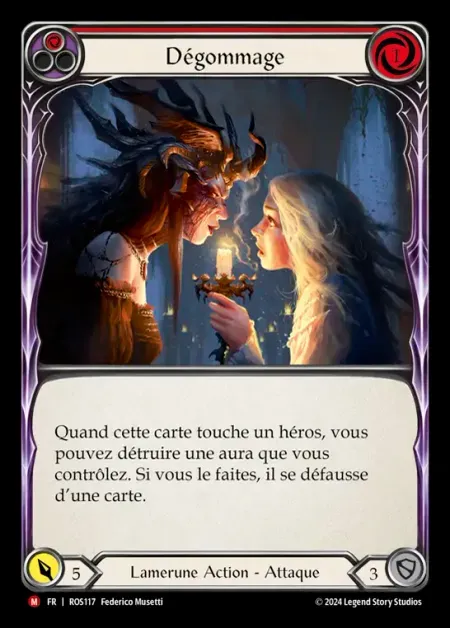 Dégommage
I
Quand cette carte touche un héros, vous
pouvez détruire une aura que vous
contrôlez. Si vous le faites, il se défausse
d'une carte.
5
Lamerune Action - Attaque
3
M FR | ROS117 Federico Musetti
© 2024 Legend Story Studios